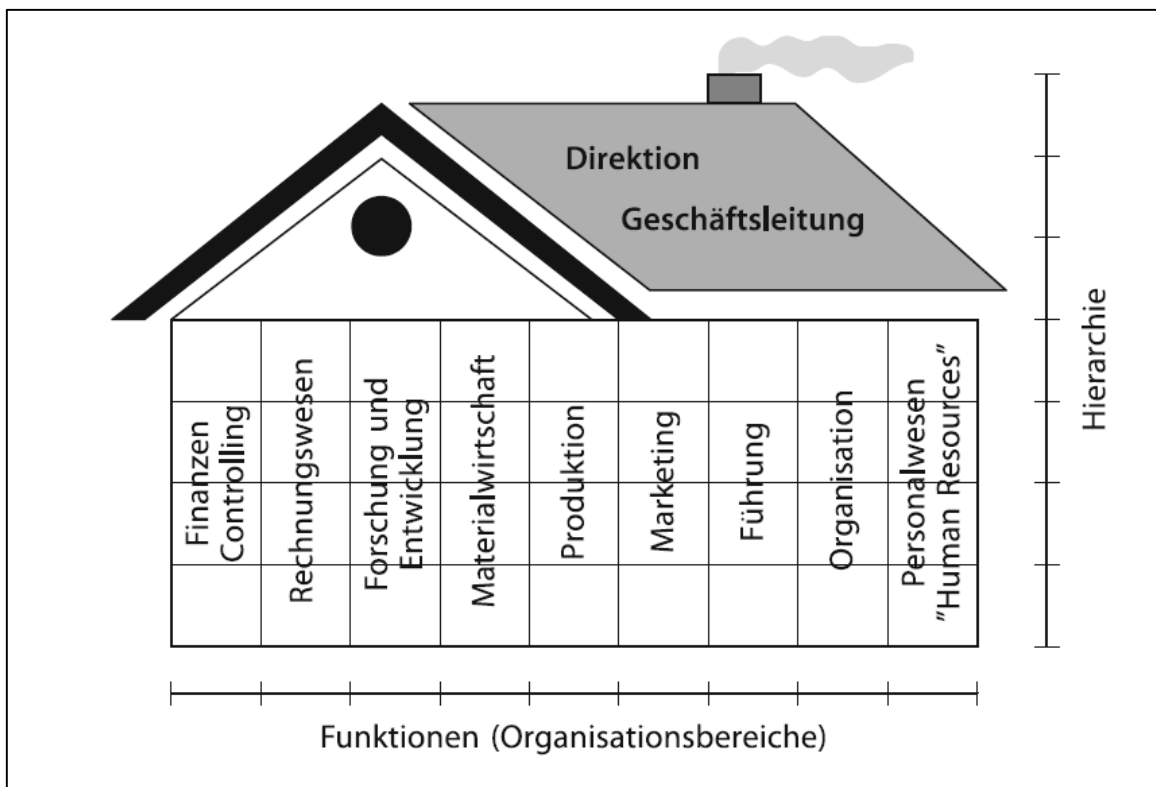 Direktion
Geschäftsleitung
Hierarchie
Finanzen
Controlling
Rechnungswesen
Forschung und
Entwicklung
Materialwirtschaft
Produktion
Marketing
Führung
Organisation
Personalwesen
"Human Resources"
Funktionen (Organisationsbereiche)